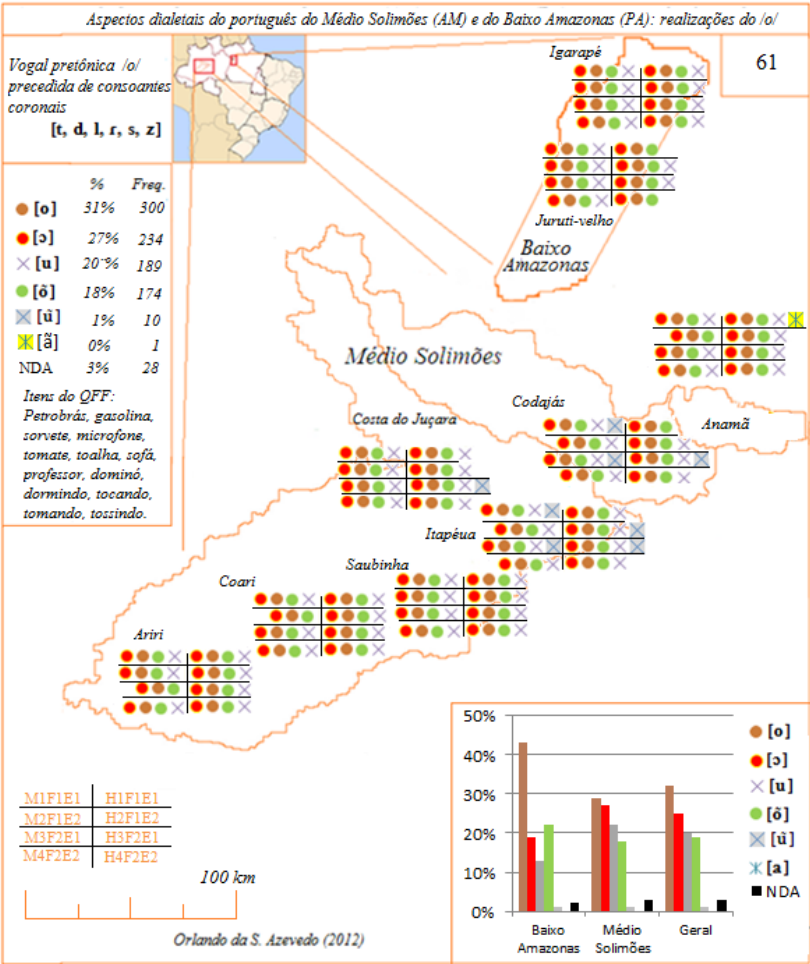 Aspectos dialetais do português do Médio Solimões (AM) e do Baixo Amazonas (PA): realizações do /o/
61
Vogal pretônica /o/
precedida de consoantes
coronais
[t, d, l, ɾ, s, z]
% Freq.
[o] 31% 300
[ɔ] 27% 234
[u] 20% 189
[õ] 18% 174
[ũ] 1% 10
[ã] 0% 1
NDA 3% 28
Itens do QFF:
Petrobrás, gasolina,
sorvete, microfone,
tomate, toalha, sofá,
professor, dominó,
dormindo, tocando,
tomando, tossindo.
Igarapé
Juruti-velho
Baixo
Amazonas
Médio Solimões
Costa do Juçara
Codajás
Anamã
Itapéua
Saubinha
Coari
Ariri
M1F1E1 H1F1E1
M2F1E2 H2F1E2
M3F2E1 H3F2E1
M4F2E2 H4F2E2
100 km
Orlando da S. Azevedo (2012)
50%
40%
30%
20%
10%
0%
Baixo
Amazonas
Médio
Solimões
Geral
[o]
[ɔ]
[u]
[õ]
[ũ]
[a]
NDA